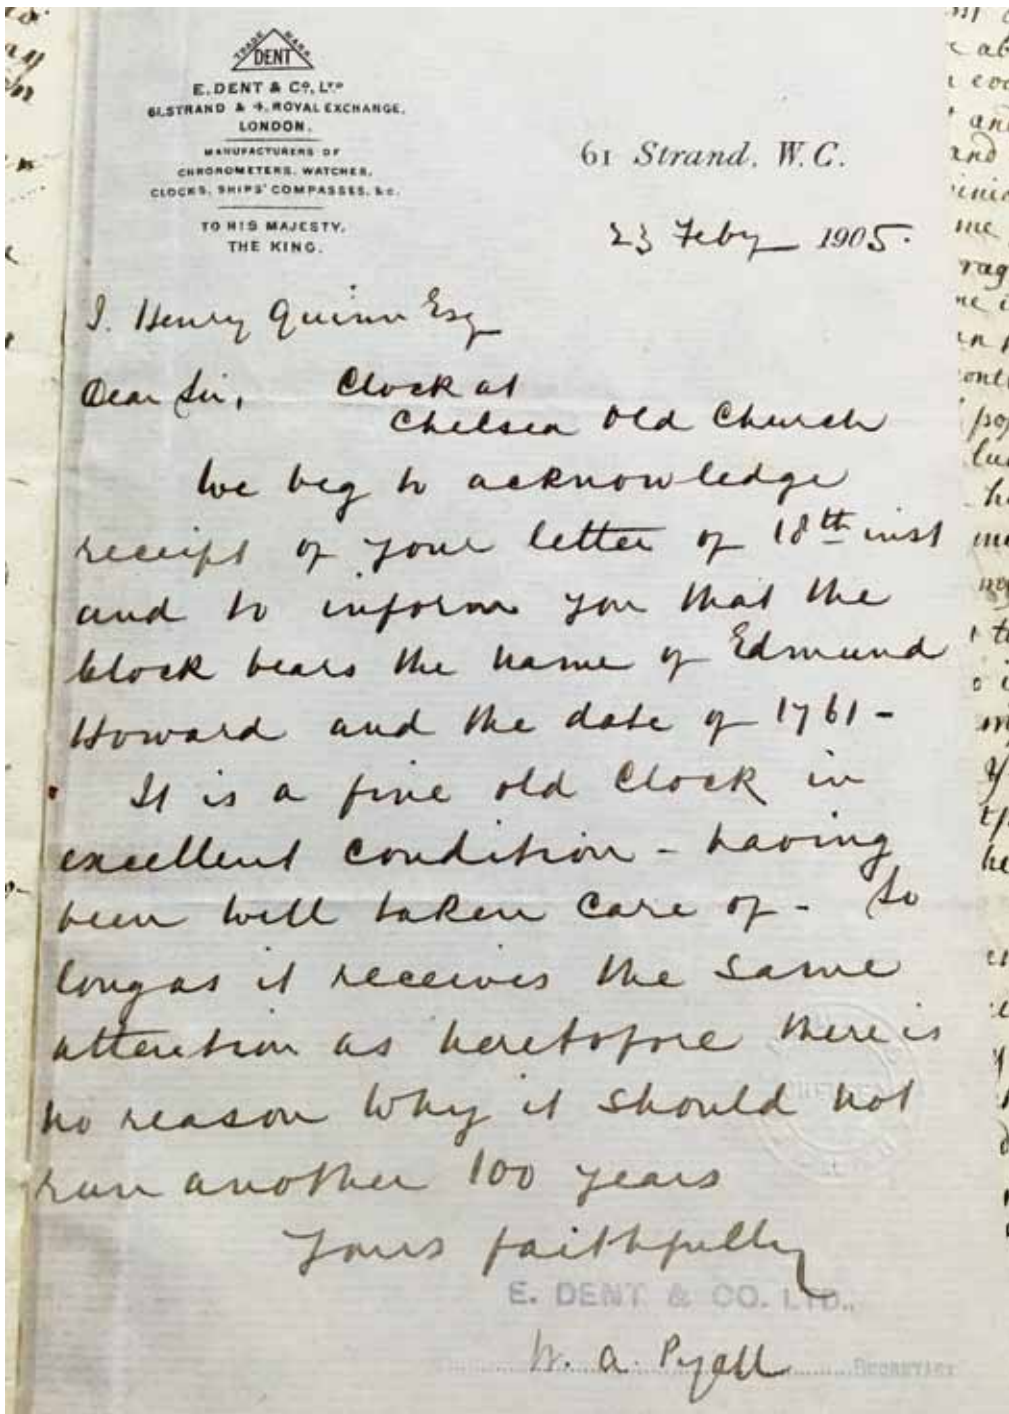 TRADE MARK
DENT
E. DENT & CO, LTD
61, STRAND & 4, ROYAL EXCHANGE,
LONDON.
MANUFACTURERS OF
CHRONOMETERS, WATCHES,
CLOCKS, SHIPS' COMPASSES, &c.
TO HIS MAJESTY,
THE KING.
61 Strand, W.C.
23 Feby 1905.
J. Henry Quinn Esq
Dear Sir,
Clock at
Chelsea Old Church
We beg to acknowledge
receipt of your letter of 18th inst
and to inform you that the
clock bears the name of Edmund
Howard and the date of 1761 -
It is a fine old Clock in
excellent condition - having
been well taken care of - So
long as it receives the same
attention as heretofore there is
no reason why it should not
run another 100 years
Yours faithfully
E. DENT & CO. LTD.,
W. A. Pyall
SECRETARY